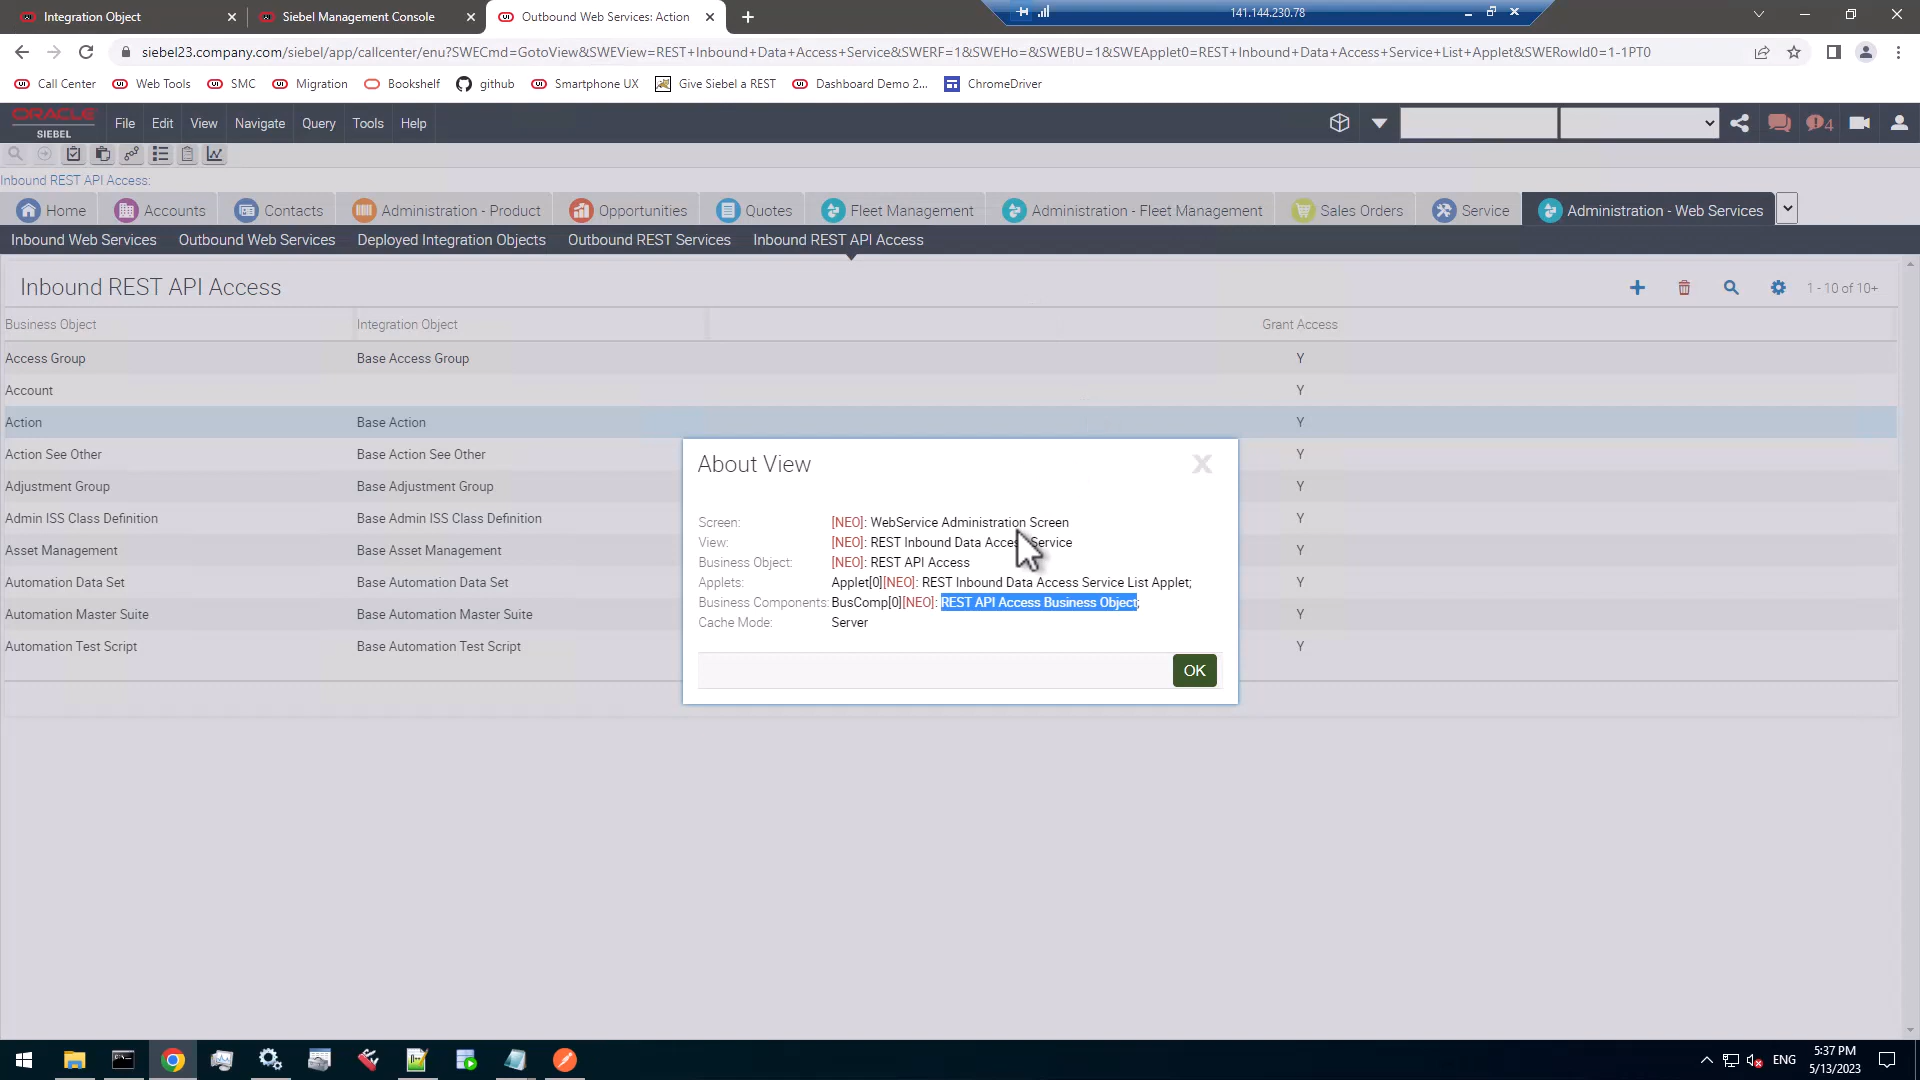 Integration Object
Siebel Management Console
Outbound Web Services: Action
141.144.230.78
siebel23.company.com/siebel/app/callcenter/enu?SWECmd=GotoView&SWEView=REST+Inbound+Data+Access+Service&SWERF=1&SWEHo=&SWEBU=1&SWEApplet0=REST+Inbound+Data+Access+Service+List+Applet&SWERowId0=1-1PT0
Call Center
Web Tools
SMC
Migration
Bookshelf
github
Smartphone UX
Give Siebel a REST
Dashboard Demo 2...
ChromeDriver
ORACLE
SIEBEL
File Edit View Navigate Query Tools Help
4
Inbound REST API Access:
Home
Accounts
Contacts
Administration - Product
Opportunities
Quotes
Fleet Management
Administration - Fleet Management
Sales Orders
Service
Administration - Web Services
Inbound Web Services Outbound Web Services Deployed Integration Objects Outbound REST Services Inbound REST API Access
Inbound REST API Access
1 - 10 of 10+
Business Object Integration Object Grant Access
Access Group Base Access Group Y
Account Y
Action Base Action Y
Action See Other Base Action See Other Y
Adjustment Group Base Adjustment Group Y
Admin ISS Class Definition Base Admin ISS Class Definition Y
Asset Management Base Asset Management Y
Automation Data Set Base Automation Data Set Y
Automation Master Suite Base Automation Master Suite Y
Automation Test Script Base Automation Test Script Y
About View
X
Screen: [NEO]: WebService Administration Screen
View: [NEO]: REST Inbound Data Access Service
Business Object: [NEO]: REST API Access
Applets: Applet[0][NEO]: REST Inbound Data Access Service List Applet;
Business Components: BusComp[0][NEO]: REST API Access Business Object;
Cache Mode: Server
OK
ENG
5:37 PM
5/13/2023